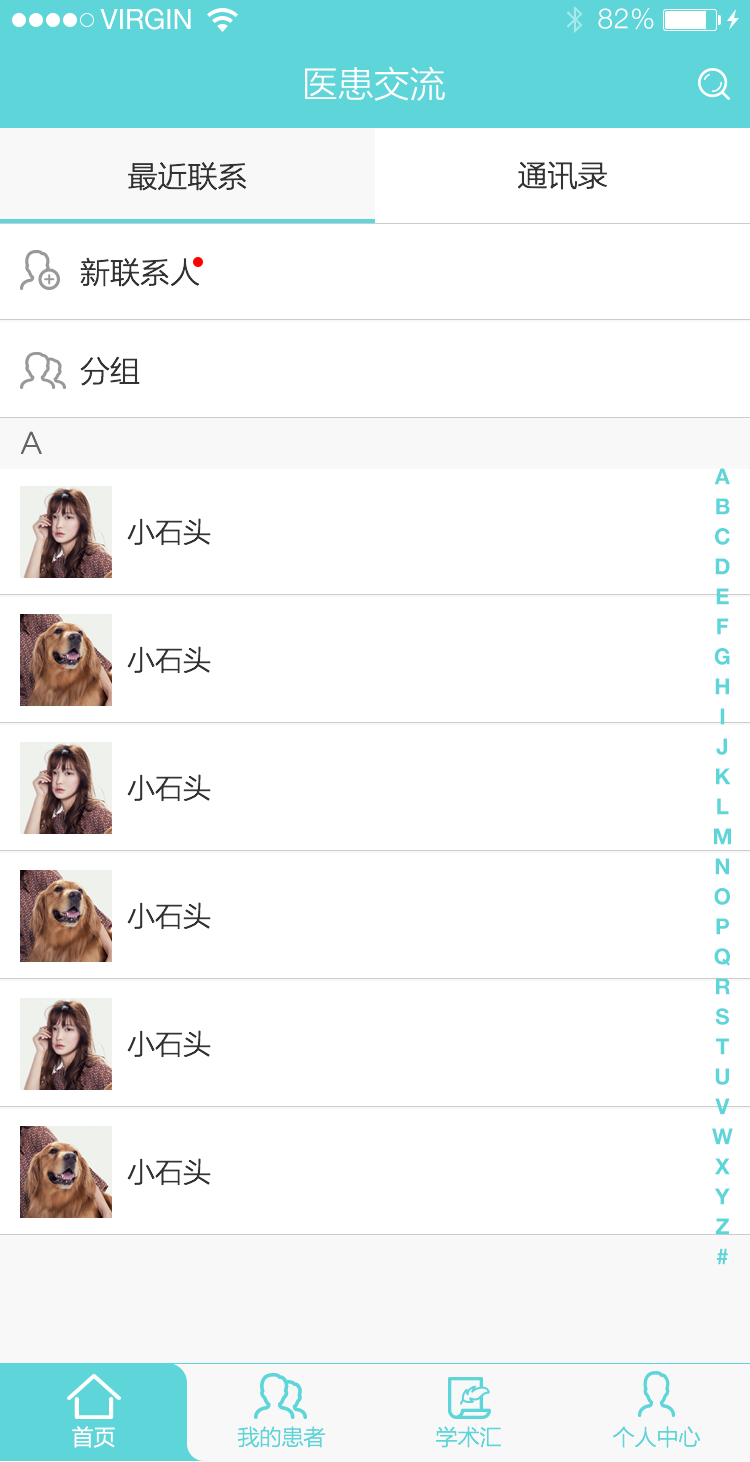 VIRGIN 82%
医患交流
最近联系 通讯录
新联系人
分组
A
小石头
小石头
小石头
小石头
小石头
小石头
A
B
C
D
E
F
G
H
I
J
K
L
M
N
O
P
Q
R
S
T
U
V
W
X
Y
Z
#
首页 我的患者 学术汇 个人中心